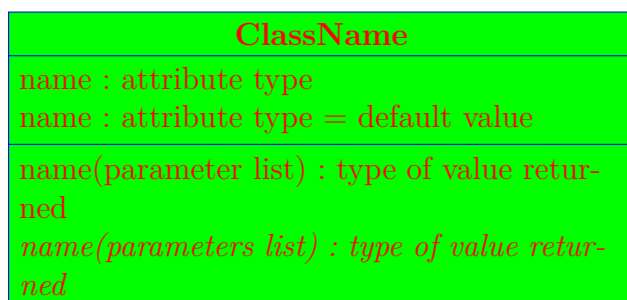 ClassName
name : attribute type
name : attribute type = default value
name(parameter list) : type of value retur-
ned
name(parameters list) : type of value retur-
ned